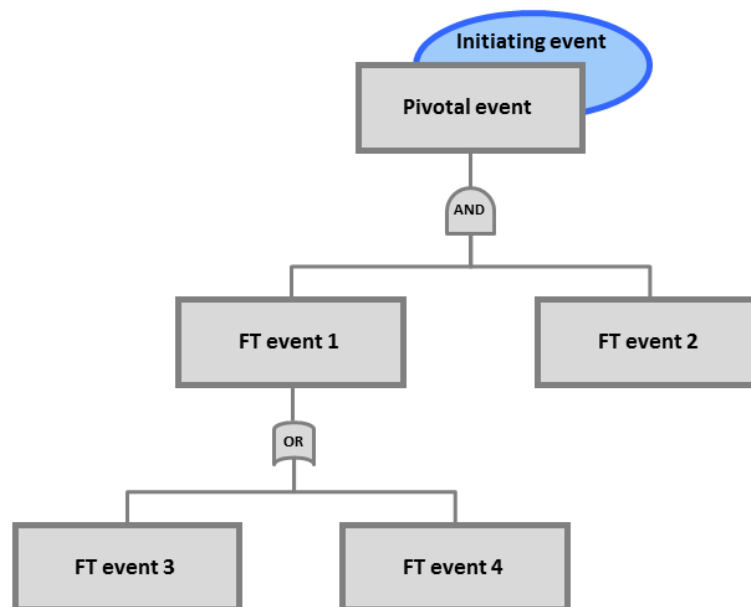 Initiating event
Pivotal event
AND
FT event 1
FT event 2
OR
FT event 3
FT event 4